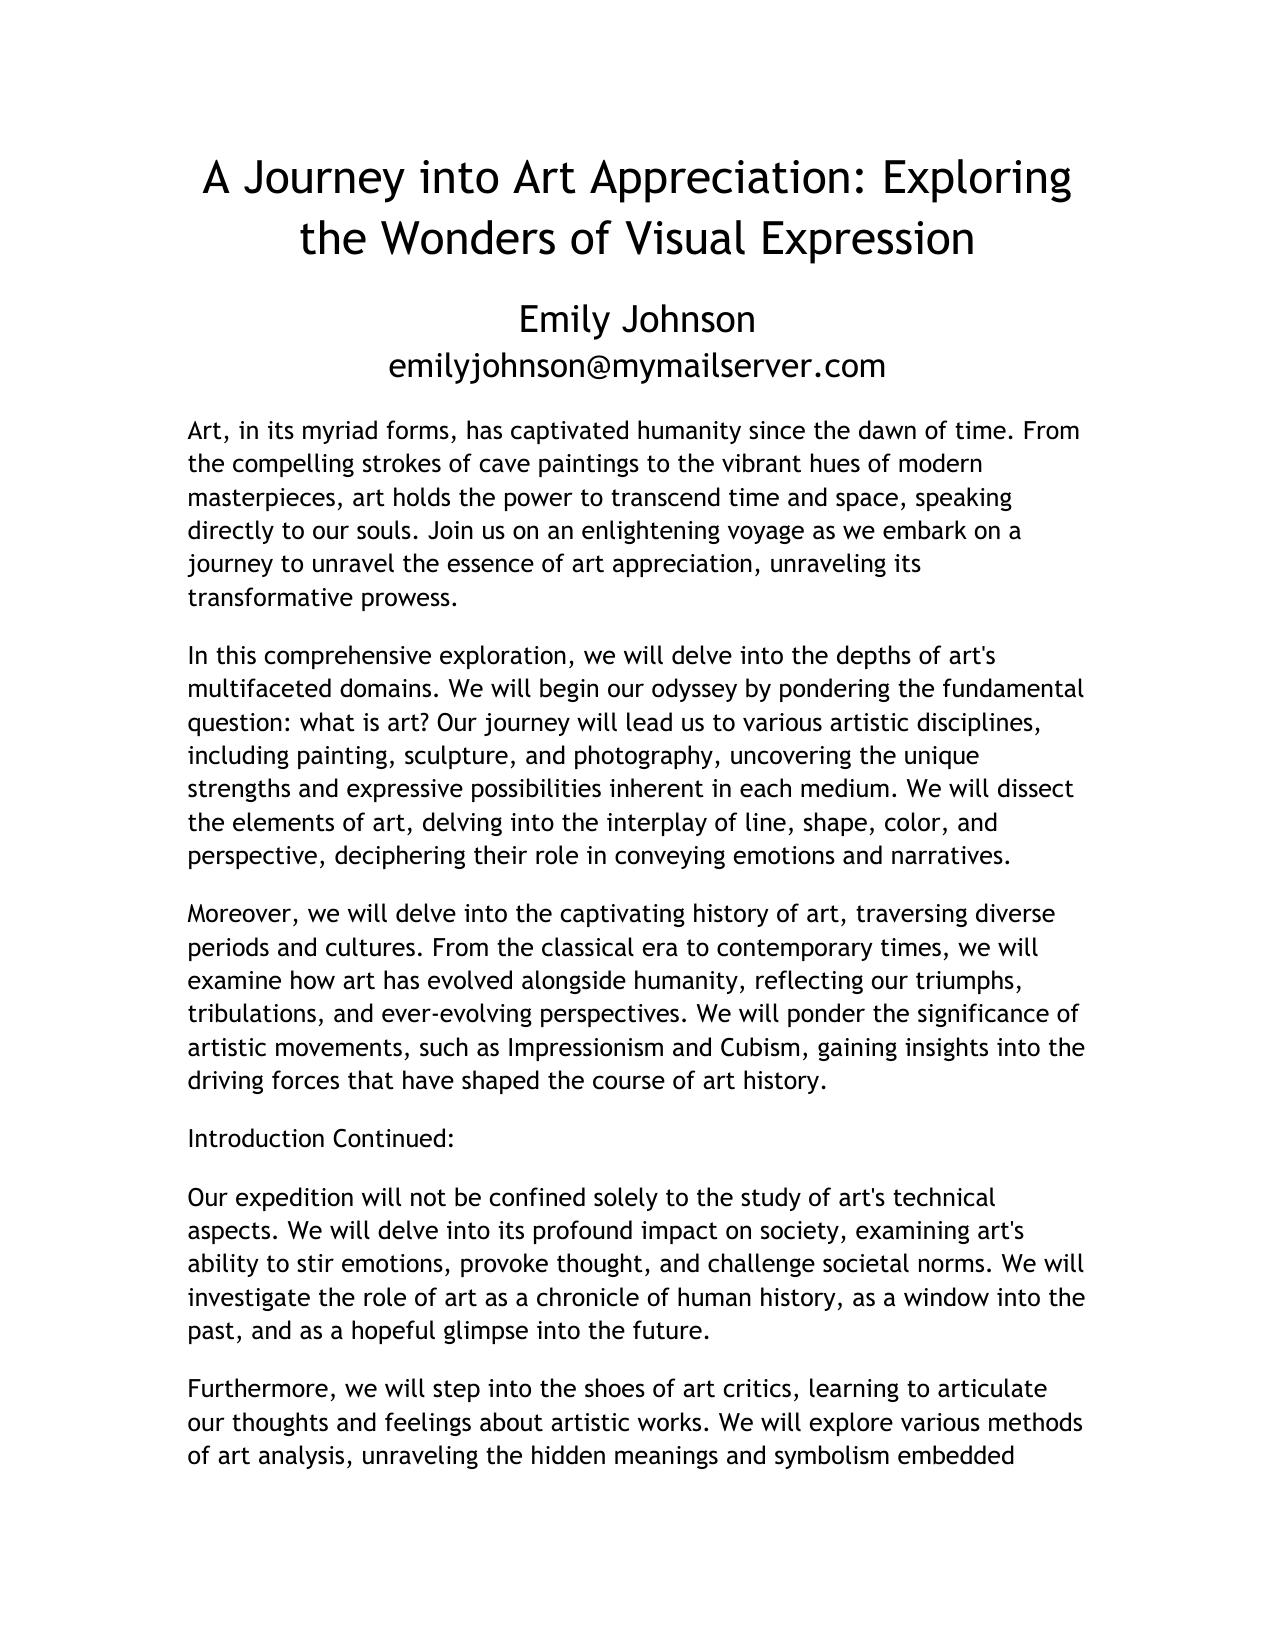 A Journey into Art Appreciation: Exploring
the Wonders of Visual Expression
Emily Johnson
emilyjohnson@mymailserver.com
Art, in its myriad forms, has captivated humanity since the dawn of time. From
the compelling strokes of cave paintings to the vibrant hues of modern
masterpieces, art holds the power to transcend time and space, speaking
directly to our souls. Join us on an enlightening voyage as we embark on a
journey to unravel the essence of art appreciation, unraveling its
transformative prowess.
In this comprehensive exploration, we will delve into the depths of art's
multifaceted domains. We will begin our odyssey by pondering the fundamental
question: what is art? Our journey will lead us to various artistic disciplines,
including painting, sculpture, and photography, uncovering the unique
strengths and expressive possibilities inherent in each medium. We will dissect
the elements of art, delving into the interplay of line, shape, color, and
perspective, deciphering their role in conveying emotions and narratives.
Moreover, we will delve into the captivating history of art, traversing diverse
periods and cultures. From the classical era to contemporary times, we will
examine how art has evolved alongside humanity, reflecting our triumphs,
tribulations, and ever-evolving perspectives. We will ponder the significance of
artistic movements, such as Impressionism and Cubism, gaining insights into the
driving forces that have shaped the course of art history.
Introduction Continued:
Our expedition will not be confined solely to the study of art's technical
aspects. We will delve into its profound impact on society, examining art's
ability to stir emotions, provoke thought, and challenge societal norms. We will
investigate the role of art as a chronicle of human history, as a window into the
past, and as a hopeful glimpse into the future.
Furthermore, we will step into the shoes of art critics, learning to articulate
our thoughts and feelings about artistic works. We will explore various methods
of art analysis, unraveling the hidden meanings and symbolism embedded